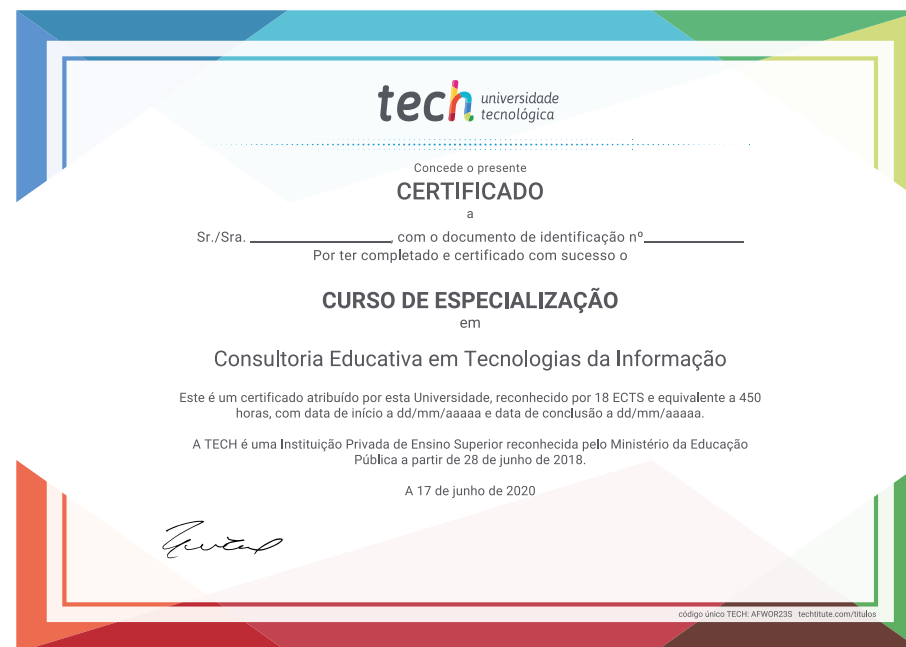 tech universidade
tecnológica
Concede o presente
CERTIFICADO
a
Sr./Sra. ____________, com o documento de identificação nº____________
Por ter completado e certificado com sucesso o
CURSO DE ESPECIALIZAÇÃO
em
Consultoria Educativa em Tecnologias da Informação
Este é um certificado atribuído por esta Universidade, reconhecido por 18 ECTS e equivalente a 450
horas, com data de início a dd/mm/aaaaa e data de conclusão a dd/mm/aaaaa.
A TECH é uma Instituição Privada de Ensino Superior reconhecida pelo Ministério da Educação
Pública a partir de 28 de junho de 2018.
A 17 de junho de 2020
código único TECH: AFWOR23S techtitute.com/titulos